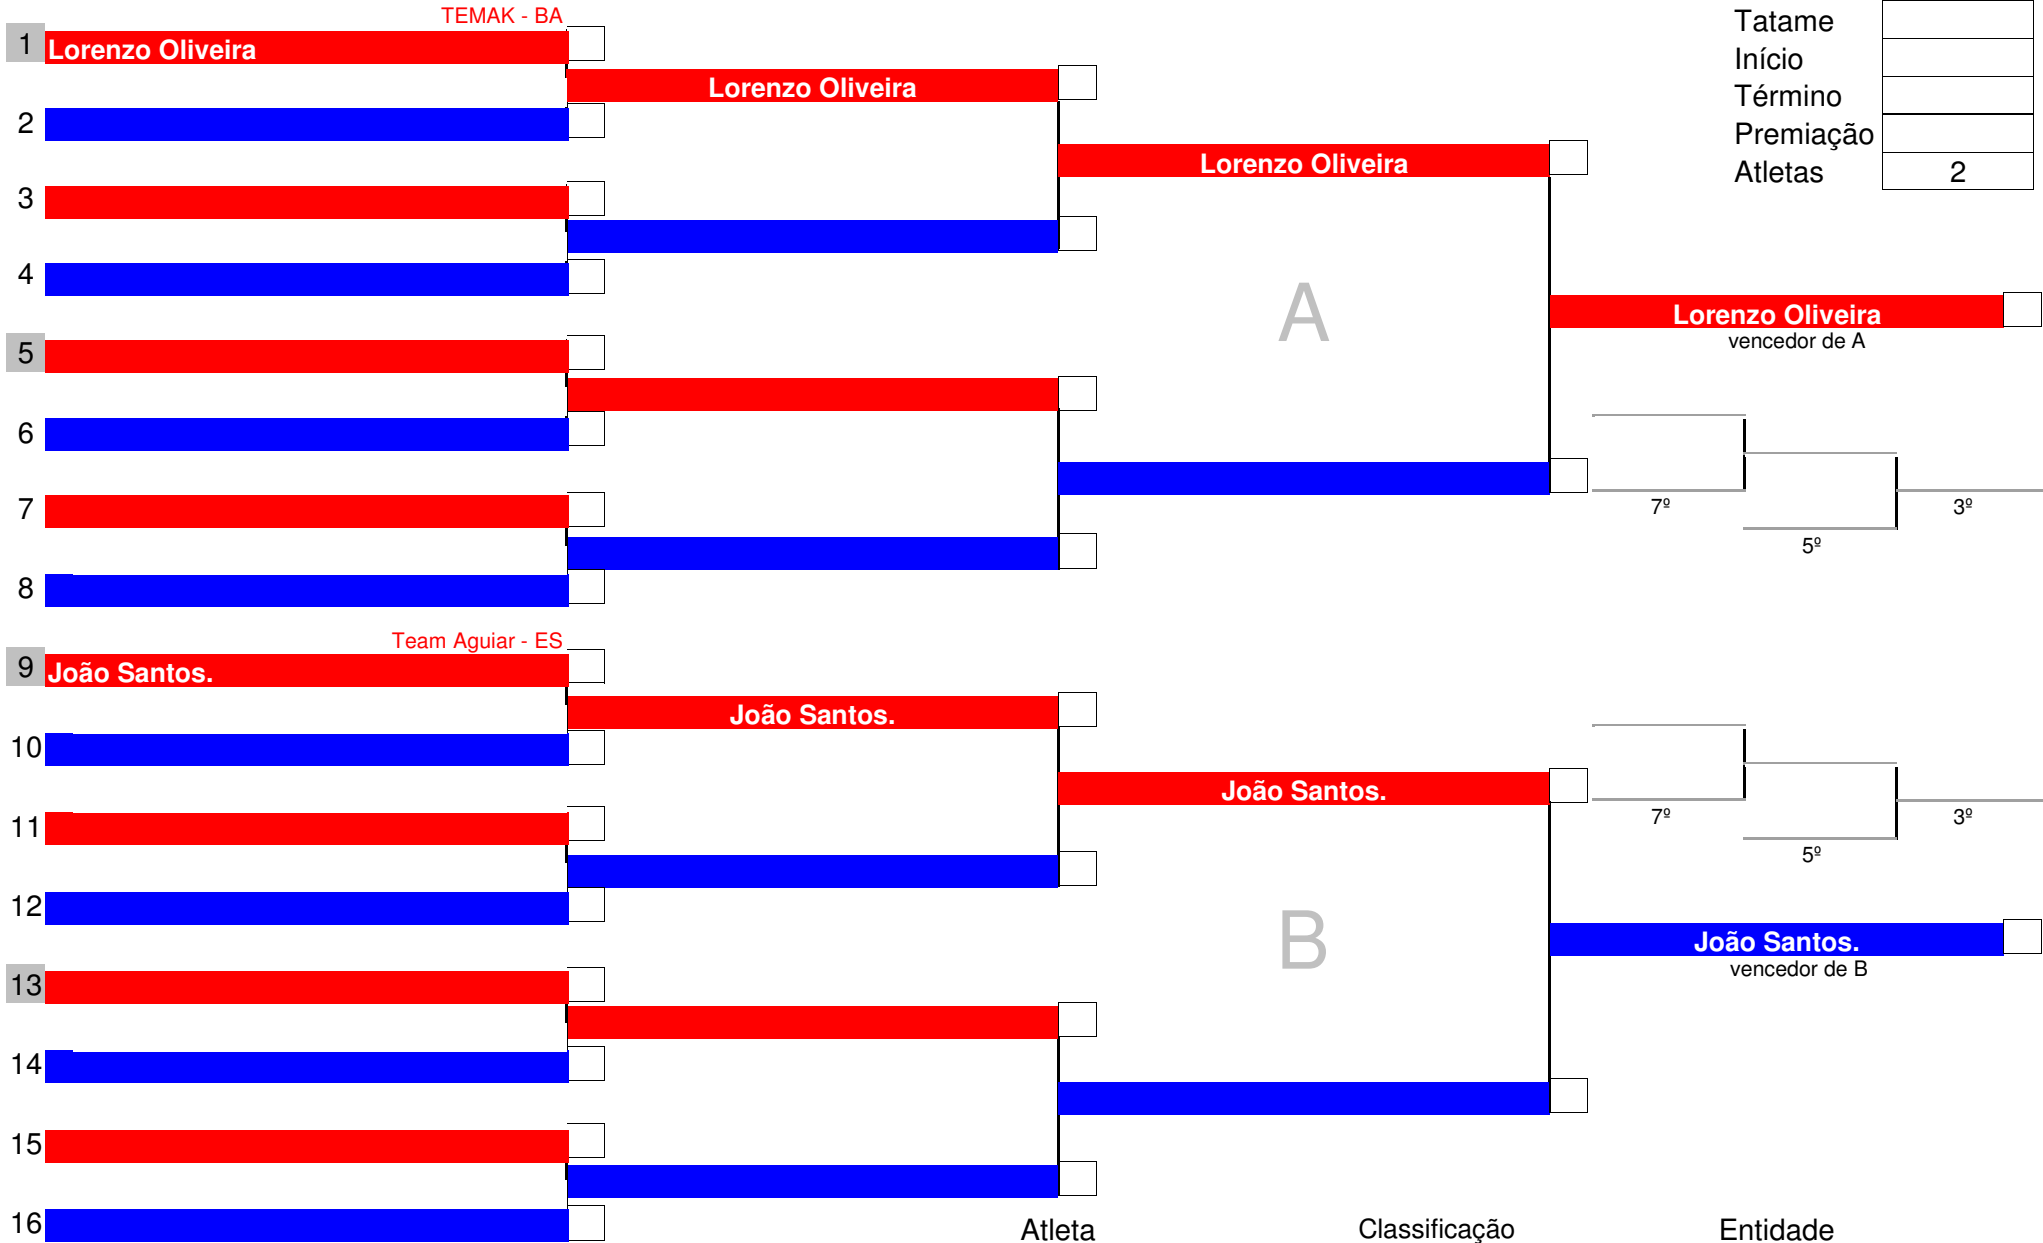 TEMAK - BA
1 Lorenzo Oliveira
Lorenzo Oliveira
2
Lorenzo Oliveira
3
4
A
Lorenzo Oliveira
vencedor de A
5
6
7
8
7º
5º
3º
Tatame
Início
Término
Premiação
Atletas 2
Team Aguiar - ES
9 João Santos.
João Santos.
10
João Santos.
11
12
7º
5º
3º
B
João Santos.
vencedor de B
13
14
15
16
Atleta Classificação Entidade